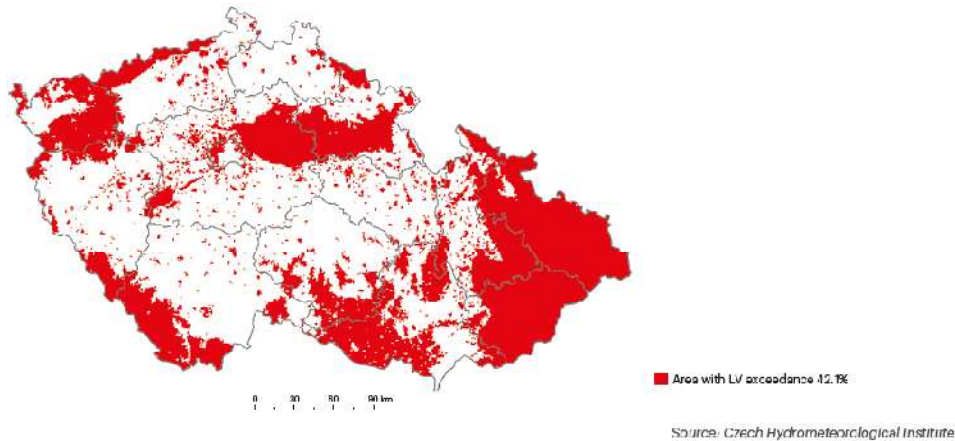 Area with LV exceedance 42.1%
0 30 60 90 km
Source: Czech Hydrometeorological Institute